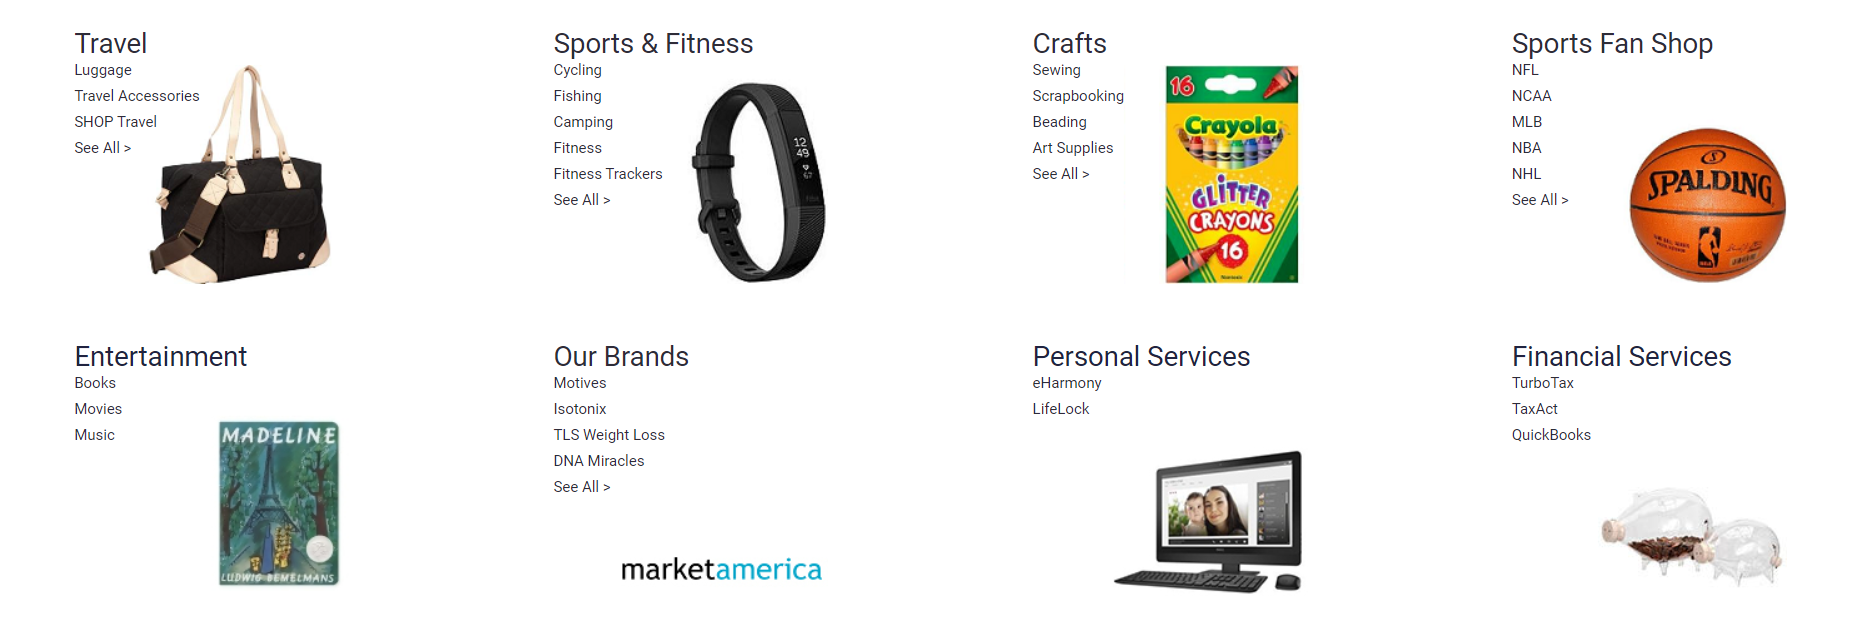 Travel
Luggage
Travel Accessories
SHOP Travel
See All >
Sports & Fitness
Cycling
Fishing
Camping
Fitness
Fitness Trackers
See All >
12
49
67
Crafts
Sewing
Scrapbooking
Beading
Art Supplies
See All >
16
Crayola
GLITTER
CRAYONS
16
Sports Fan Shop
NFL
NCAA
MLB
NBA
NHL
See All >
SPALDING
Entertainment
Books
Movies
Music
MADELINE
LUDWIG BEMELMANS
Our Brands
Motives
Isotonix
TLS Weight Loss
DNA Miracles
See All >
marketamerica
Personal Services
eHarmony
LifeLock
Financial Services
TurboTax
TaxAct
QuickBooks